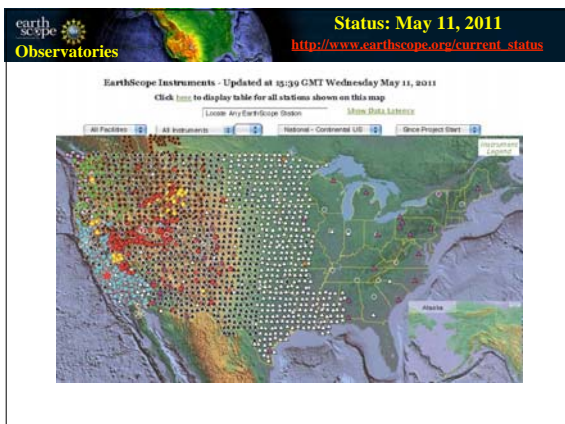 earth
scope
Observatories
Status: May 11, 2011
http://www.earthscope.org/current_status
EarthScope Instruments - Updated at 15:39 GMT Wednesday May 11, 2011
Click here to display table for all stations shown on this map
Locate Any EarthScope Station
Show Data Latency
All Facilities
All Instruments
National - Continental US
Since Project Start
Instrument
Legend
Alaska